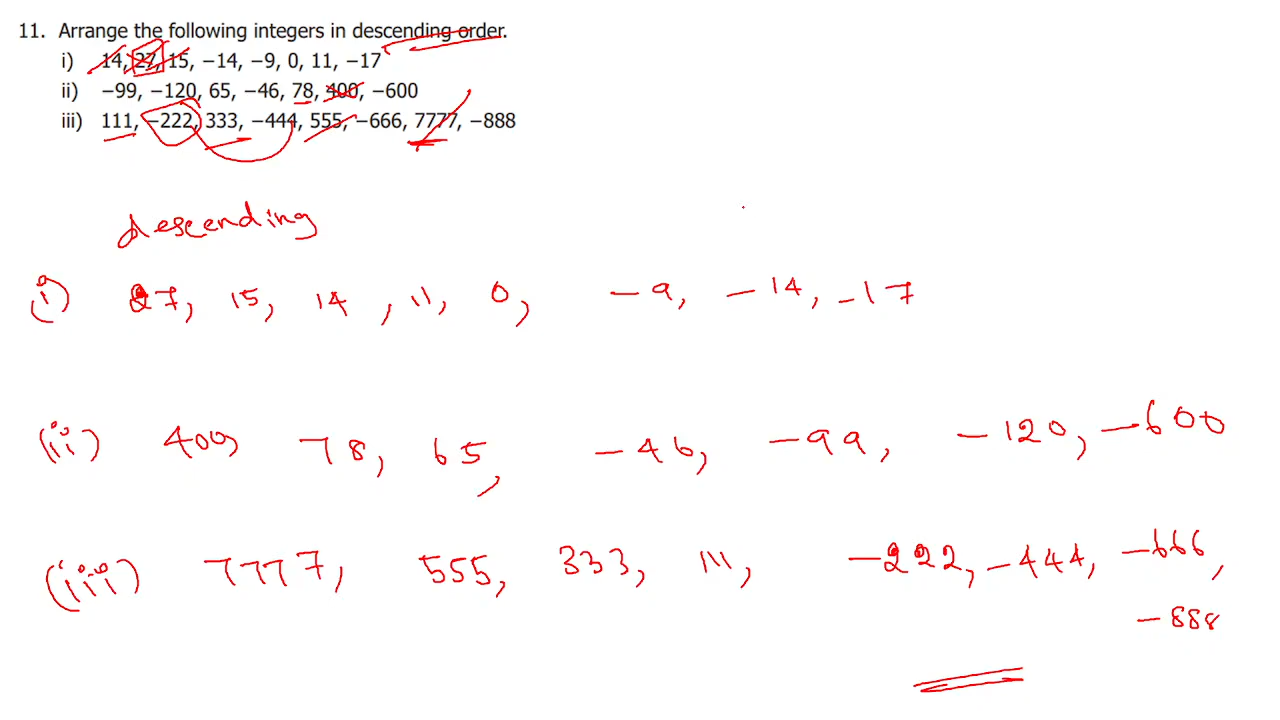 11. Arrange the following integers in descending order.
i) 14, 27, 15, −14, −9, 0, 11, −17
ii) −99, −120, 65, −46, 78, 400, −600
iii) 111, −222, 333, −444, 555, −666, 7777, −888
descending
(i) 27, 15, 14, 11, 0, −9, −14, −17
(ii) 400, 78, 65, −46, −99, −120, −600
(iii) 7777, 555, 333, 111, −222, −444, −666,
−888